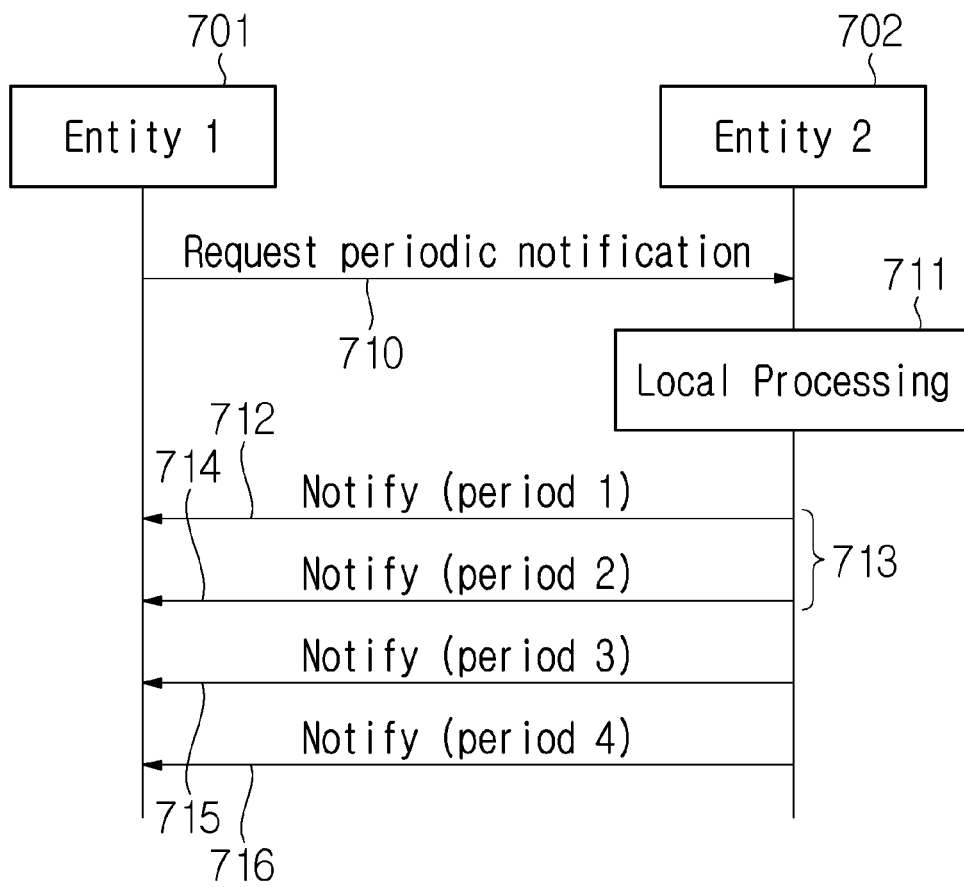 701
702
Entity 1
Entity 2
Request periodic notification
710
711
Local Processing
712
714
Notify (period 1)
713
Notify (period 2)
Notify (period 3)
Notify (period 4)
715
716